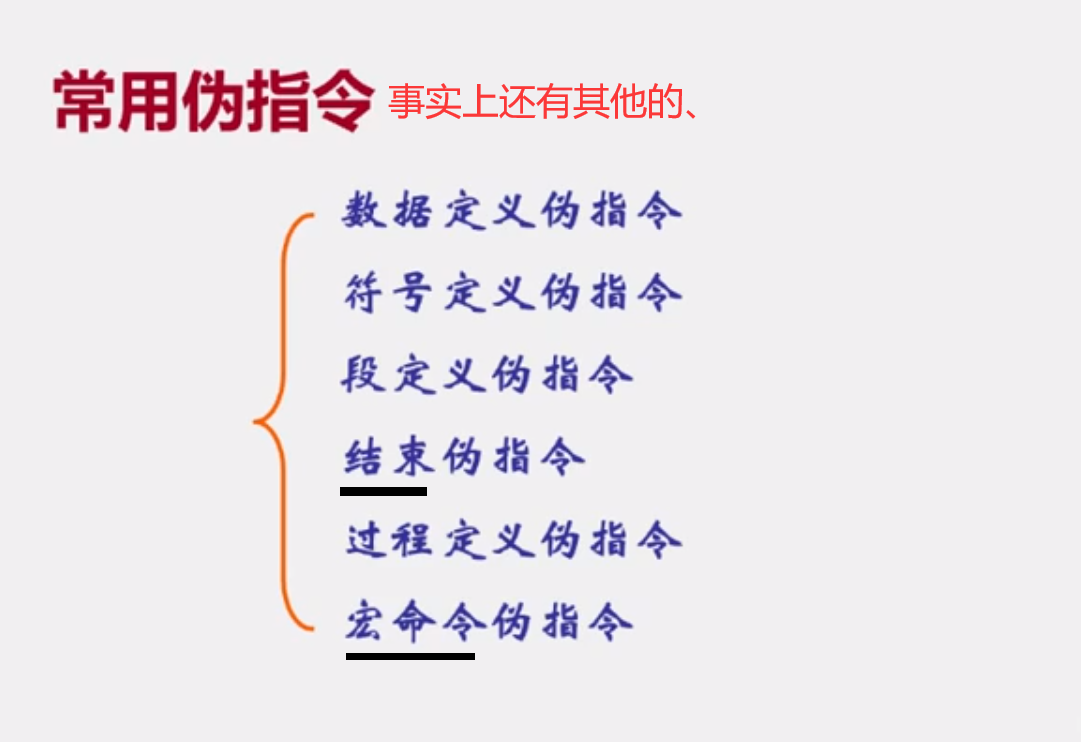 常用伪指令 事实上还有其他的、
数据定义伪指令
符号定义伪指令
段定义伪指令
结束伪指令
过程定义伪指令
宏命令伪指令